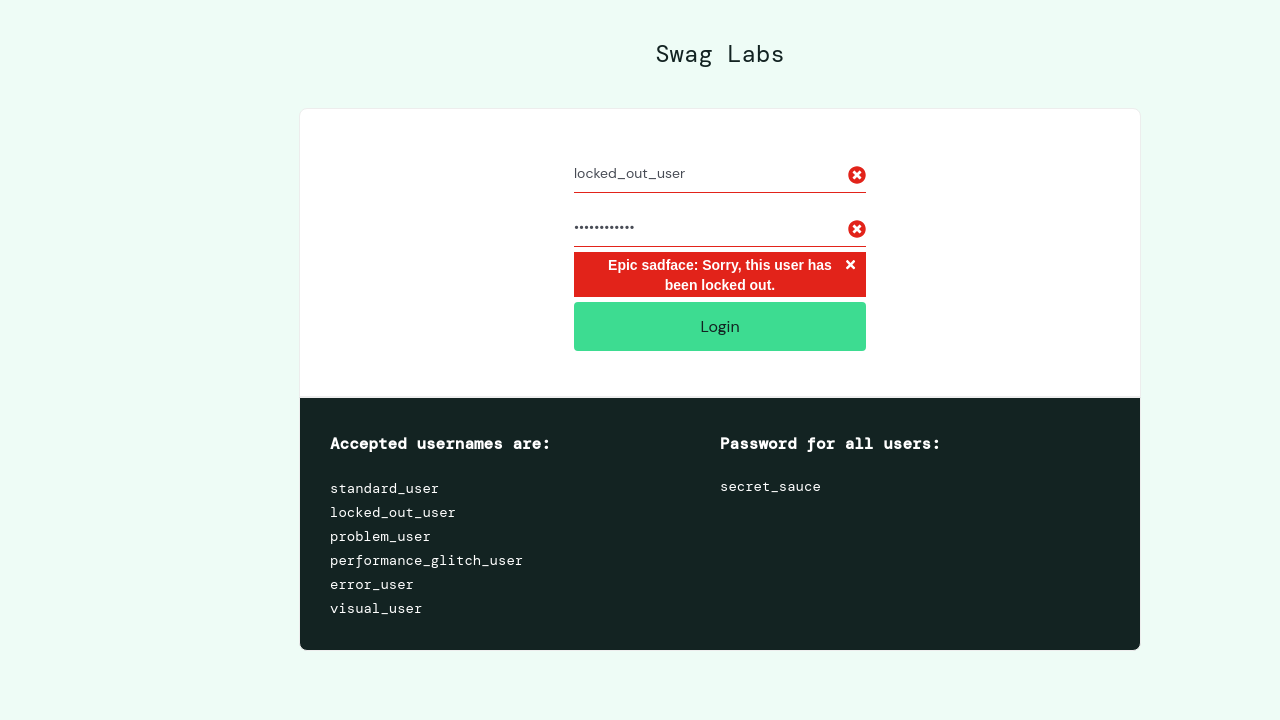 Swag Labs
locked_out_user
••••••••••••
Epic sadface: Sorry, this user has
been locked out.
Login
Accepted usernames are:
standard_user
locked_out_user
problem_user
performance_glitch_user
error_user
visual_user
Password for all users:
secret_sauce